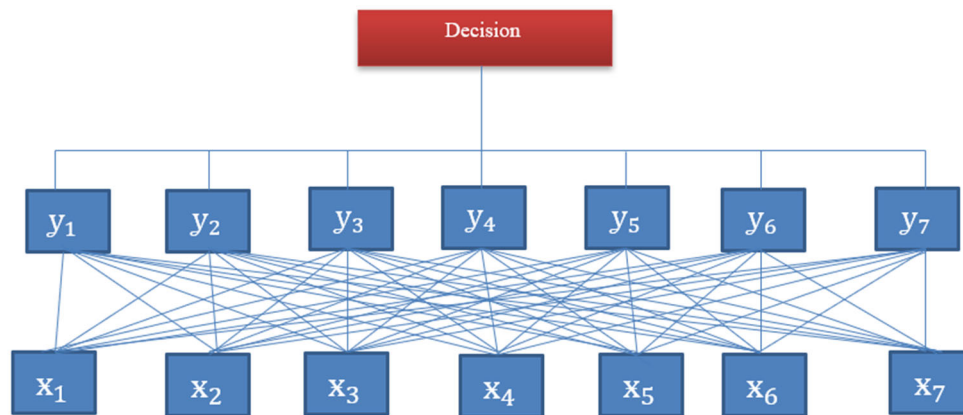 Decision
y₁ y₂ y₃ y₄ y₅ y₆ y₇
x₁ x₂ x₃ x₄ x₅ x₆ x₇